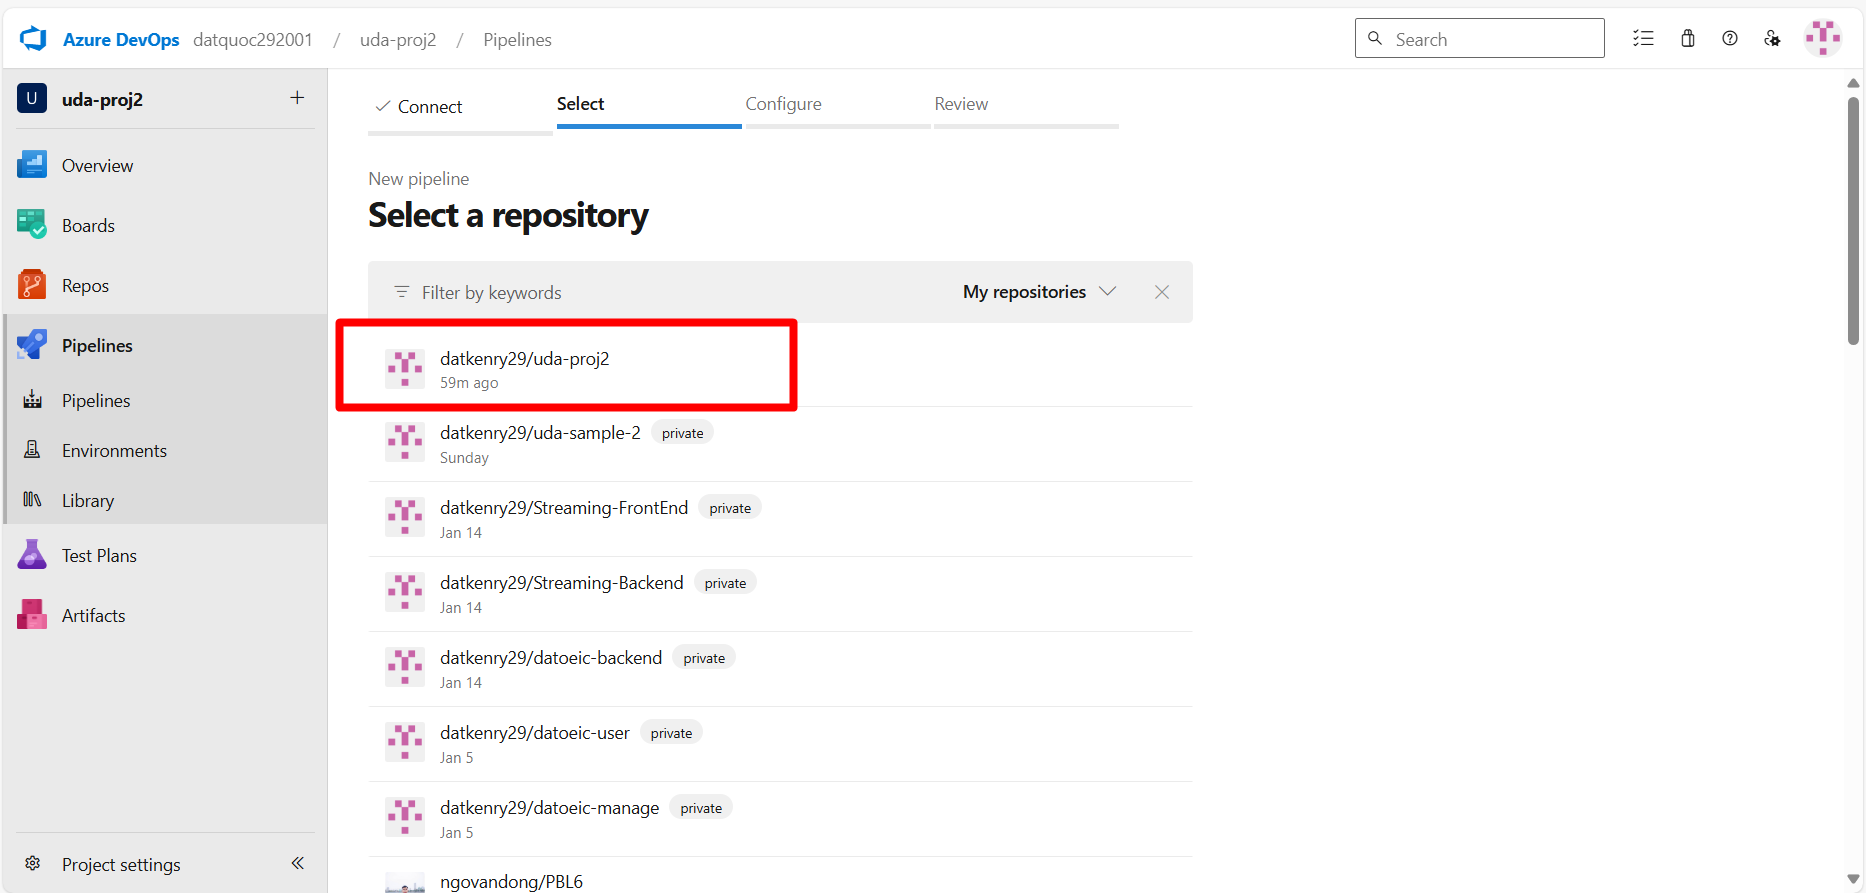 Azure DevOps datquoc292001 / uda-proj2 / Pipelines
Search
U uda-proj2 +
Overview
Boards
Repos
Pipelines
Pipelines
Environments
Library
Test Plans
Artifacts
Project settings
Connect
Select
Configure
Review
New pipeline
Select a repository
Filter by keywords
My repositories
datkenry29/uda-proj2
59m ago
datkenry29/uda-sample-2 private
Sunday
datkenry29/Streaming-FrontEnd private
Jan 14
datkenry29/Streaming-Backend private
Jan 14
datkenry29/datoeic-backend private
Jan 14
datkenry29/datoeic-user private
Jan 5
datkenry29/datoeic-manage private
Jan 5
ngovandong/PBL6